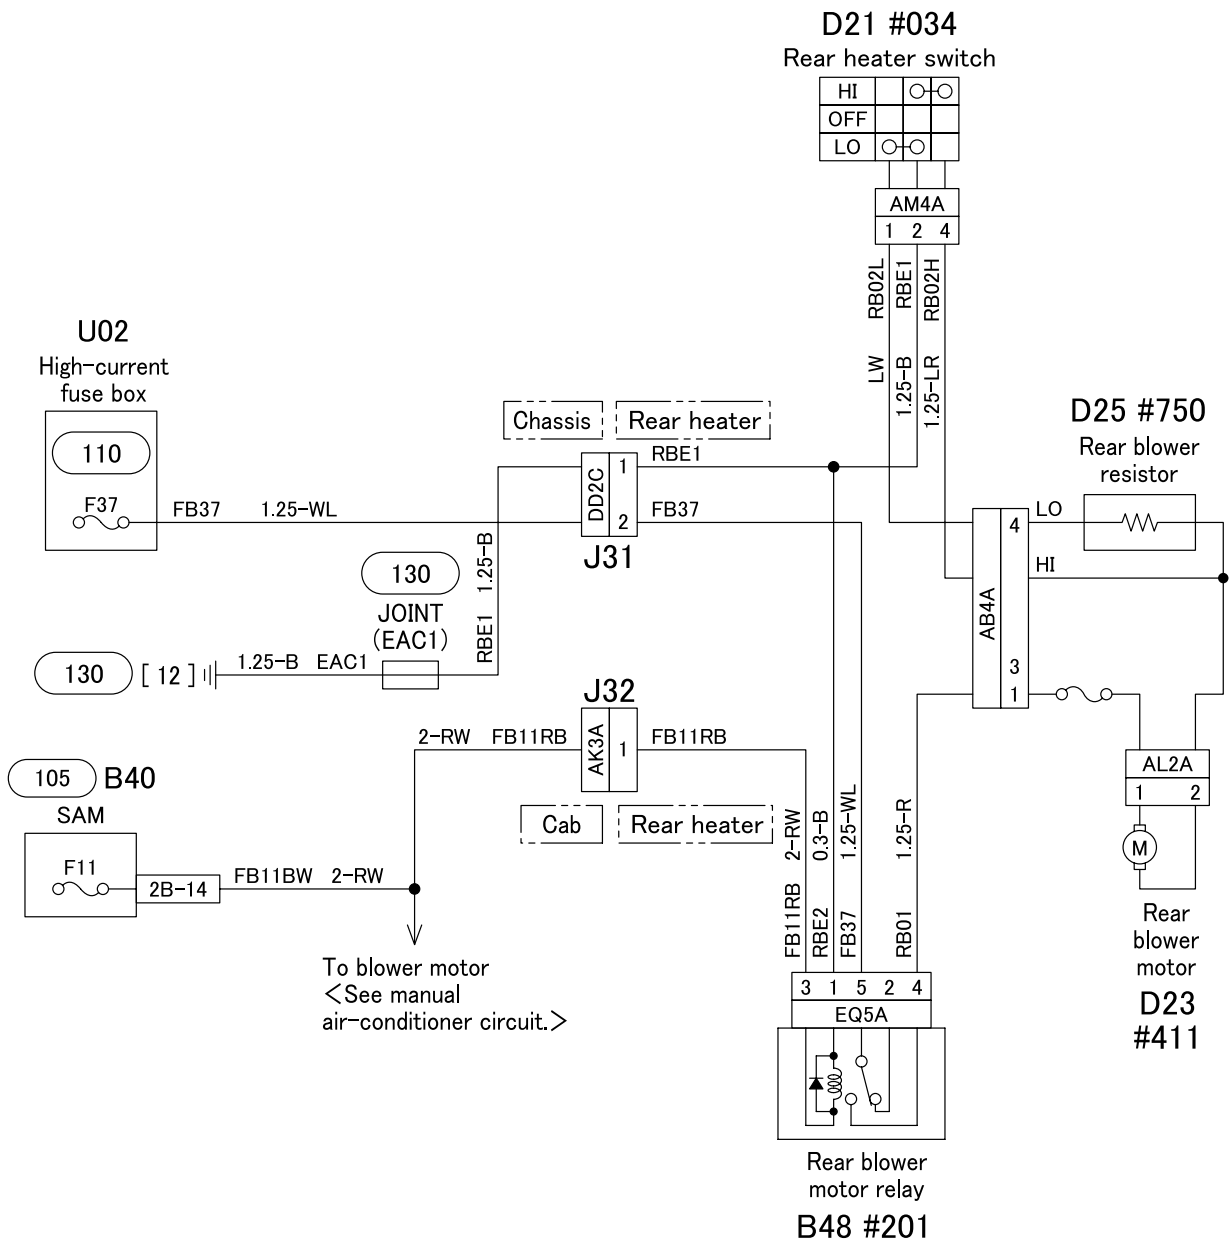 D21 #034
Rear heater switch
HI
OFF
LO
AM4A
1 2 4
RB02L
RBE1
RB02H
LW
1.25-B
1.25-LR
U02
High-current
fuse box
110
F37
FB37 1.25-WL
Chassis
Rear heater
DD2C
1
2
RBE1
FB37
J31
D25 #750
Rear blower
resistor
AB4A
4
3
1
LO
HI
130
JOINT
(EAC1)
1.25-B
RBE1
130
[ 12 ]
1.25-B EAC1
J32
AK3A
1
2-RW FB11RB
FB11RB
Cab
Rear heater
105
B40
SAM
F11
2B-14
FB11BW 2-RW
To blower motor
<See manual
air-conditioner circuit.>
2-RW
0.3-B
1.25-WL
1.25-R
FB11RB
RBE2
FB37
RB01
3 1 5 2 4
EQ5A
Rear blower
motor relay
B48 #201
AL2A
1 2
M
Rear
blower
motor
D23
#411